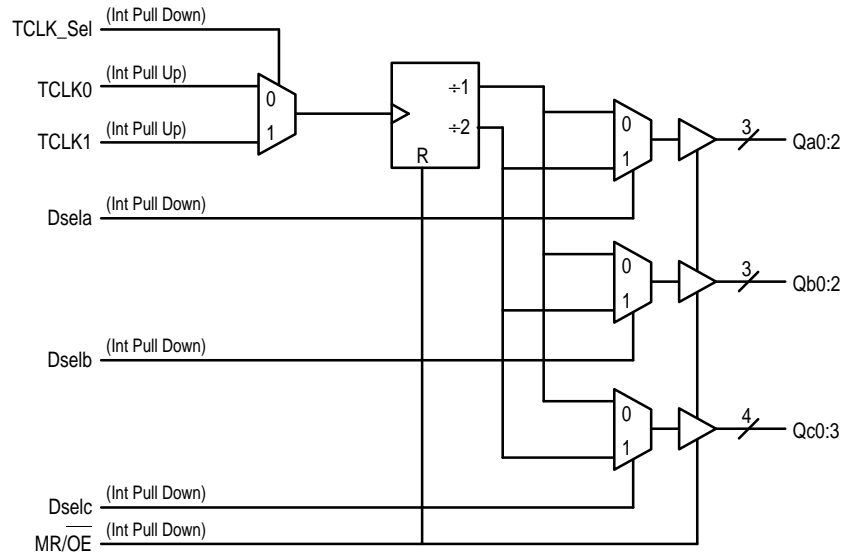 TCLK_Sel (Int Pull Down)
TCLK0 (Int Pull Up)
0
TCLK1 (Int Pull Up)
1
÷1
÷2
R
0
1
3
Qa0:2
Dsela (Int Pull Down)
0
1
3
Qb0:2
Dselb (Int Pull Down)
0
1
4
Qc0:3
Dselc (Int Pull Down)
MR/O̅E̅ (Int Pull Down)